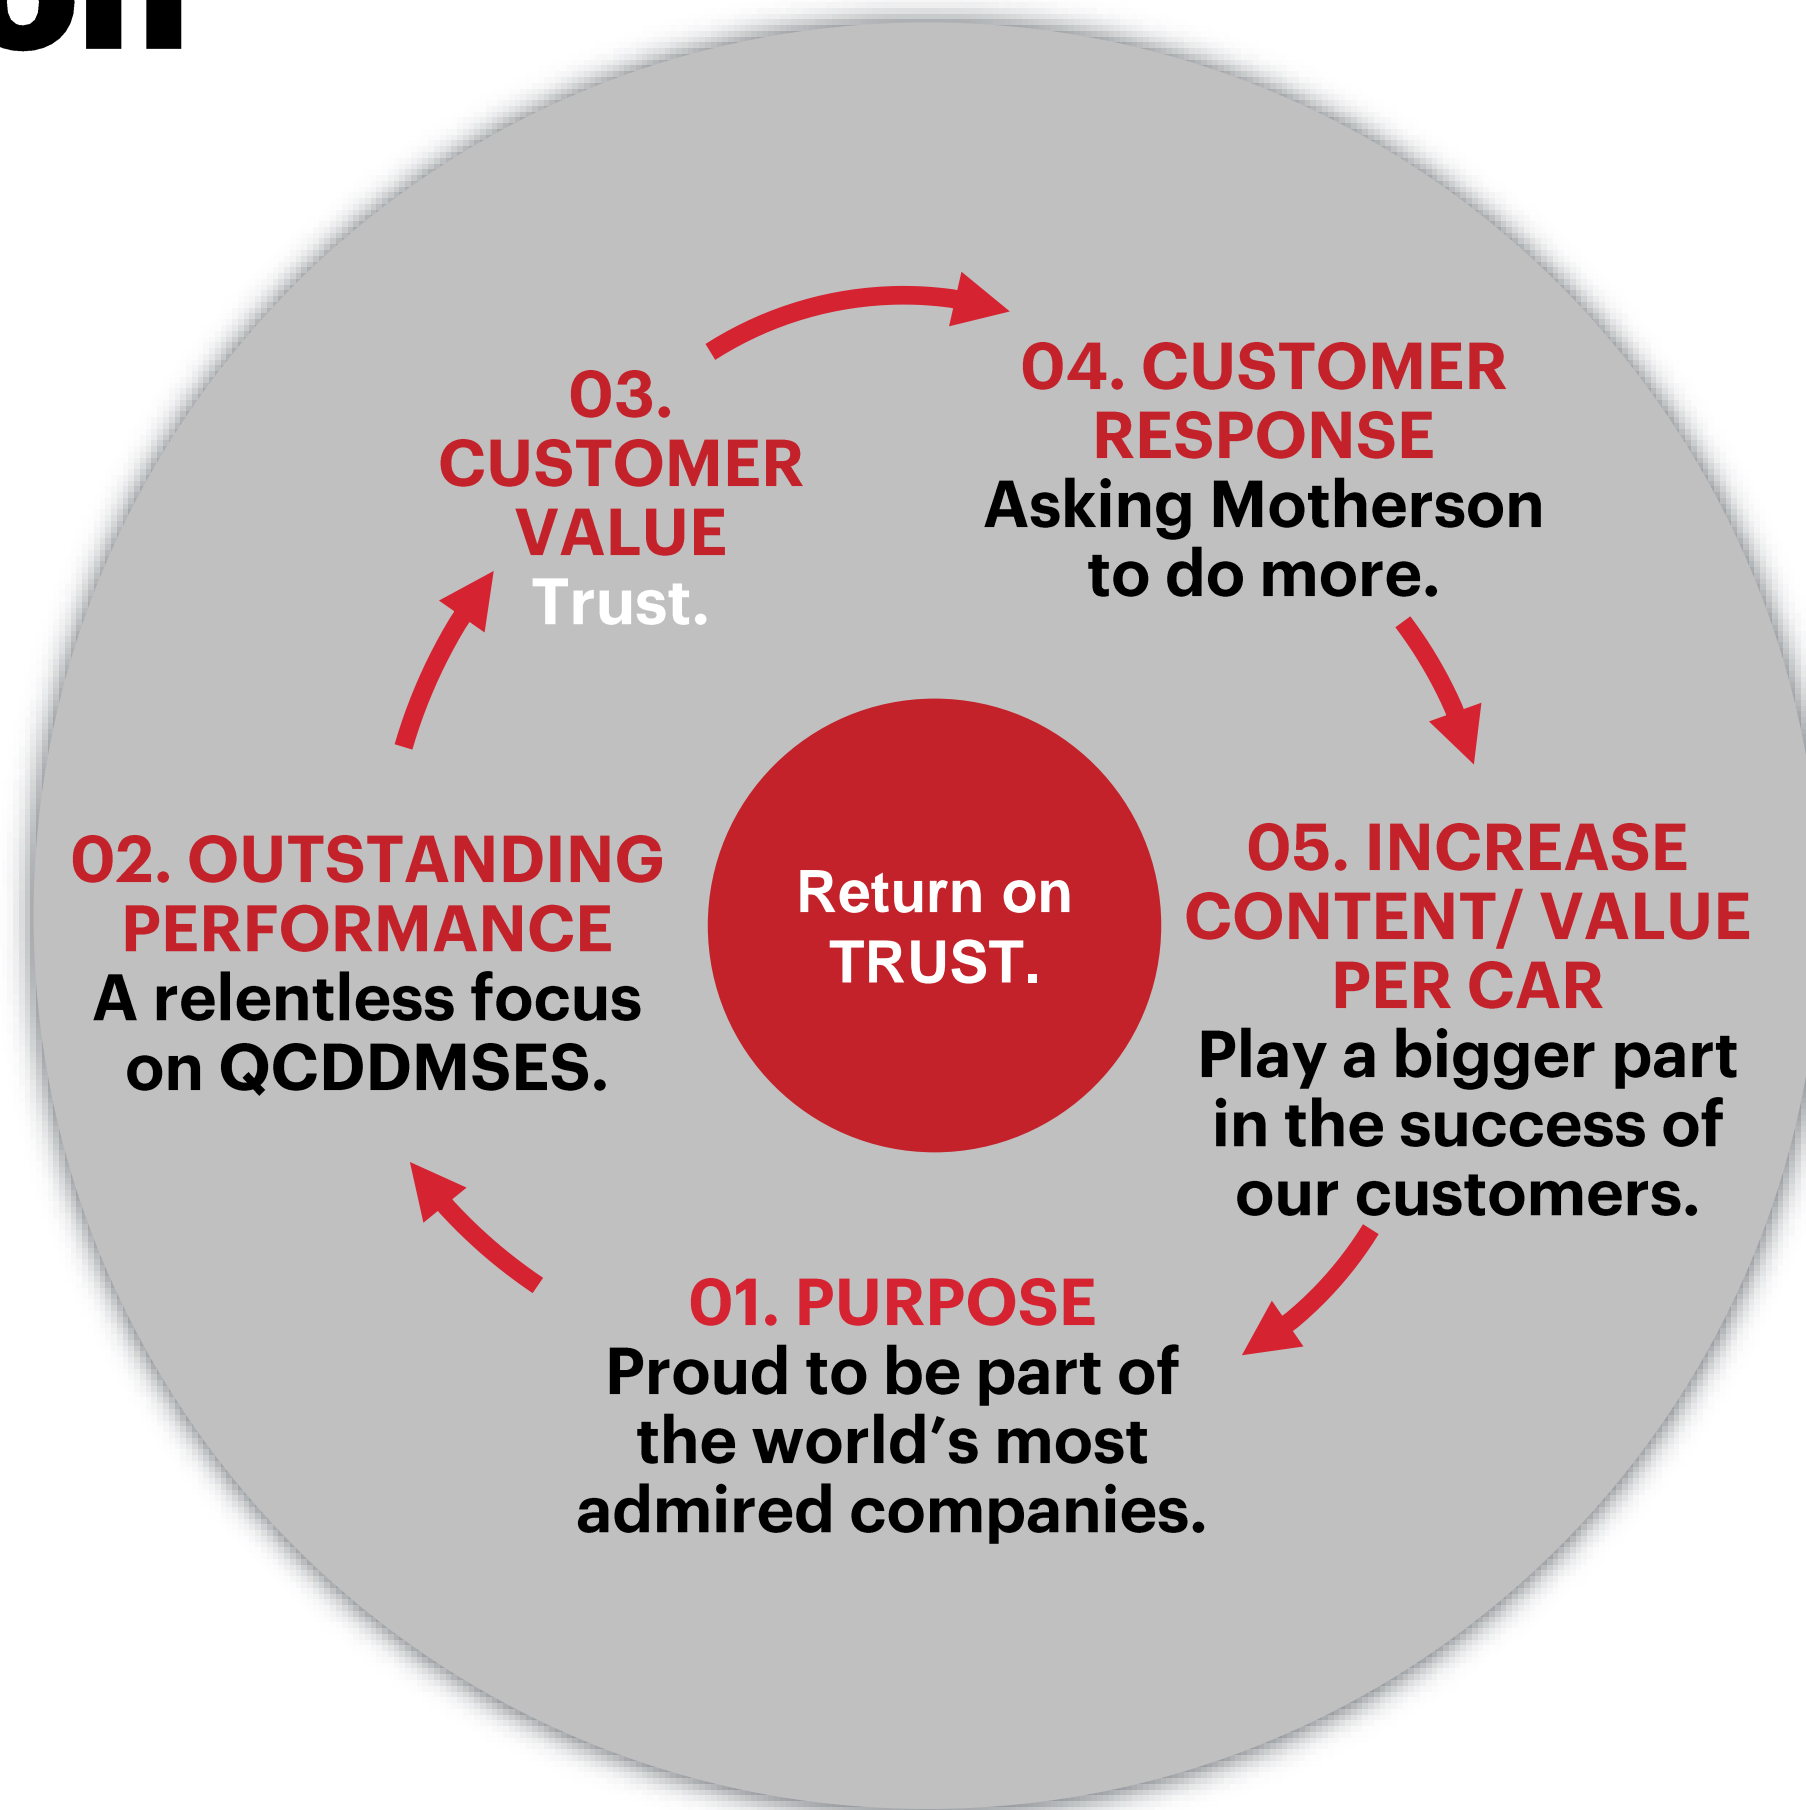 03.
CUSTOMER
VALUE
Trust.
04. CUSTOMER
RESPONSE
Asking Motherson
to do more.
02. OUTSTANDING
PERFORMANCE
A relentless focus
on QCDDMSES.
Return on
TRUST.
05. INCREASE
CONTENT/ VALUE
PER CAR
Play a bigger part
in the success of
our customers.
01. PURPOSE
Proud to be part of
the world’s most
admired companies.